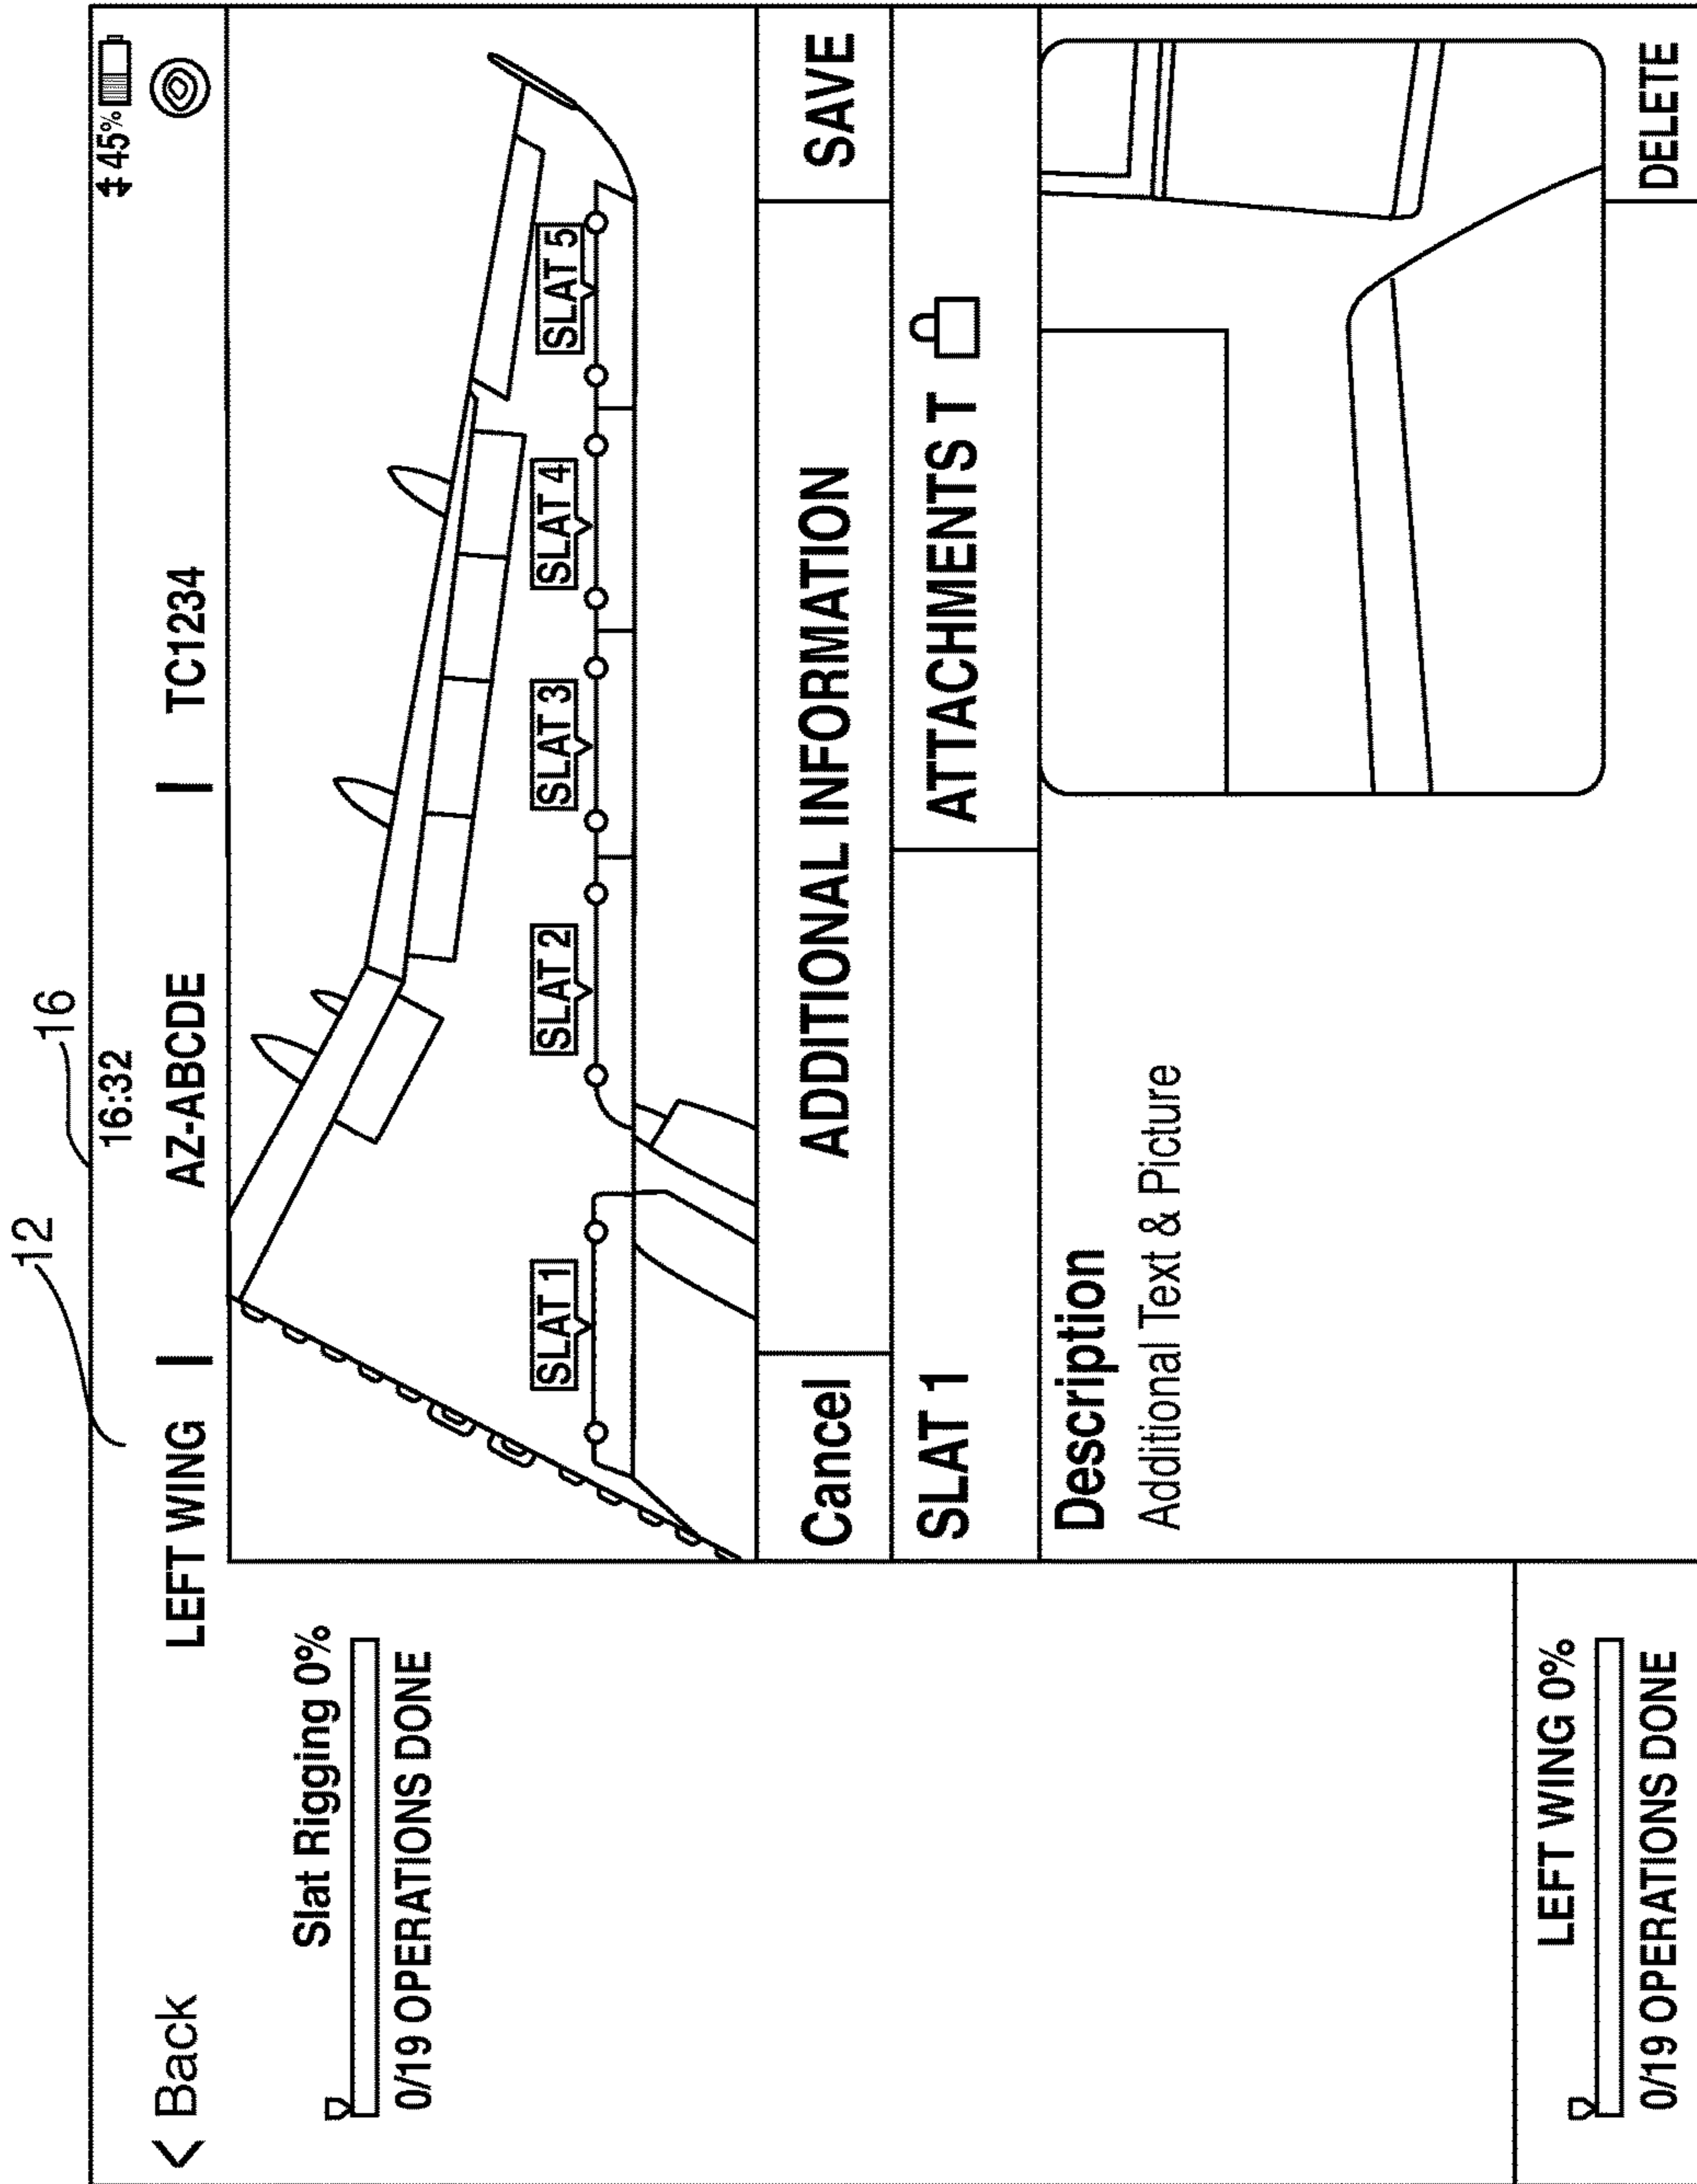 12
16
16:32
45%
< Back
LEFT WING | AZ-ABCDE | TC1234
Slat Rigging 0%
0/19 OPERATIONS DONE
SLAT 1
SLAT 2
SLAT 3
SLAT 4
SLAT 5
Cancel
ADDITIONAL INFORMATION
SAVE
SLAT 1
ATTACHMENTS T
Description
Additional Text & Picture
DELETE
LEFT WING 0%
0/19 OPERATIONS DONE